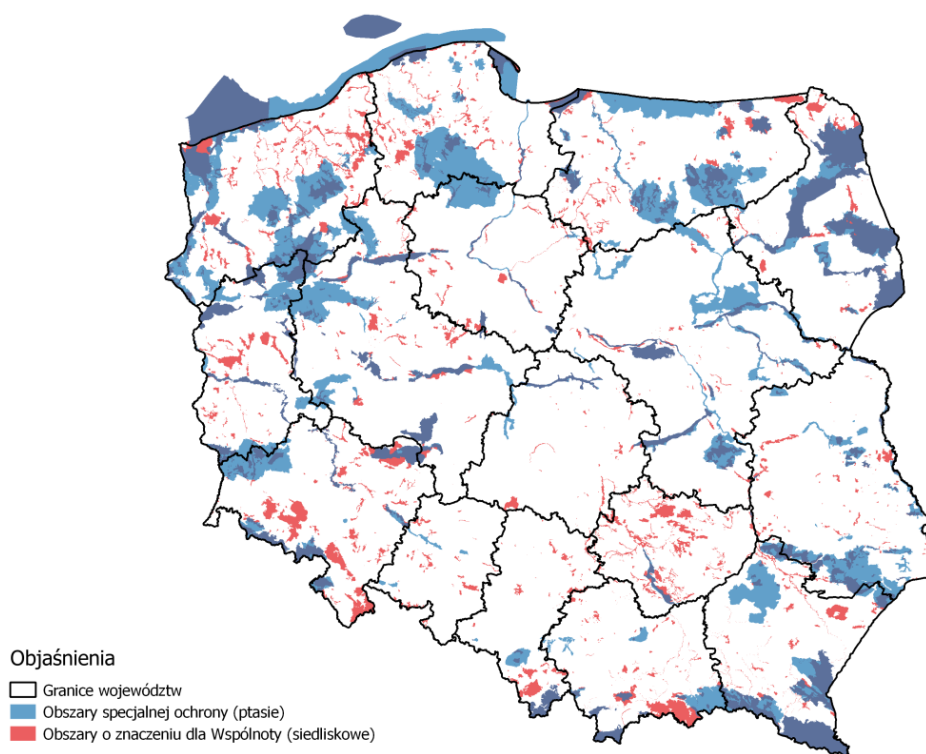 Objaśnienia
Granice województw
Obszary specjalnej ochrony (ptasie)
Obszary o znaczeniu dla Wspólnoty (siedliskowe)